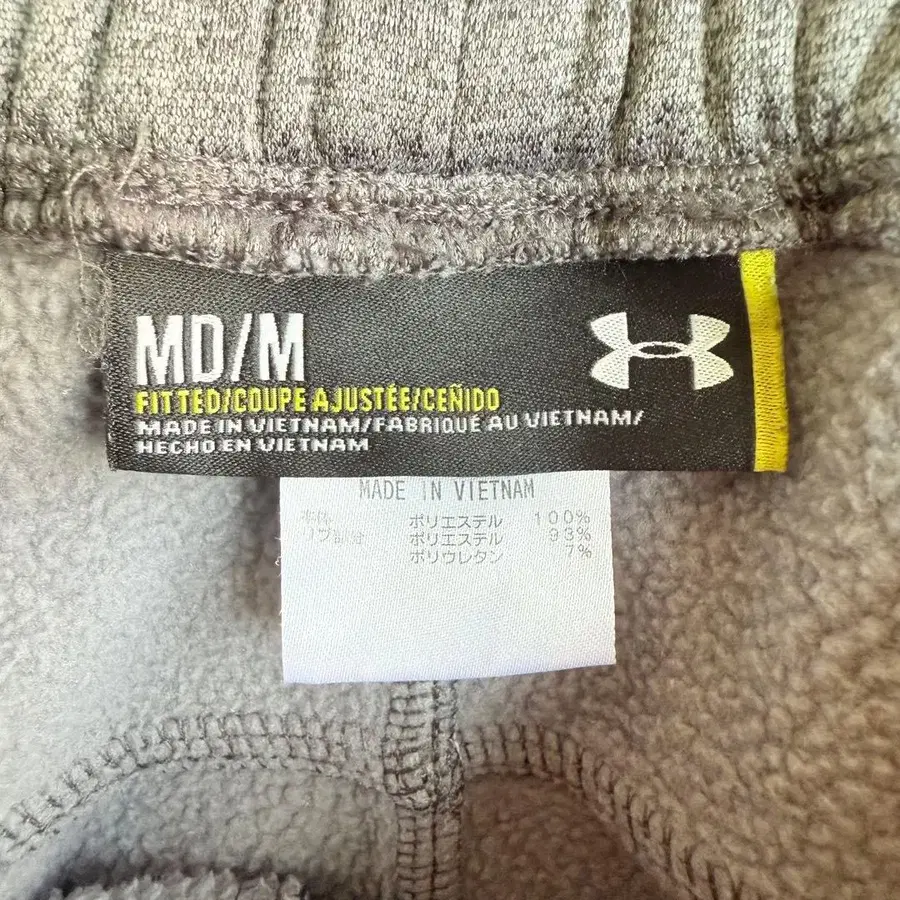 MD/M
FITTED/COUPE AJUSTÉE/CEÑIDO
MADE IN VIETNAM/FABRIQUÉ AU VIETNAM/
HECHO EN VIETNAM
MADE IN VIETNAM
本体 ポリエステル 100%
ポリエステル 93%
ポリウレタン 7%